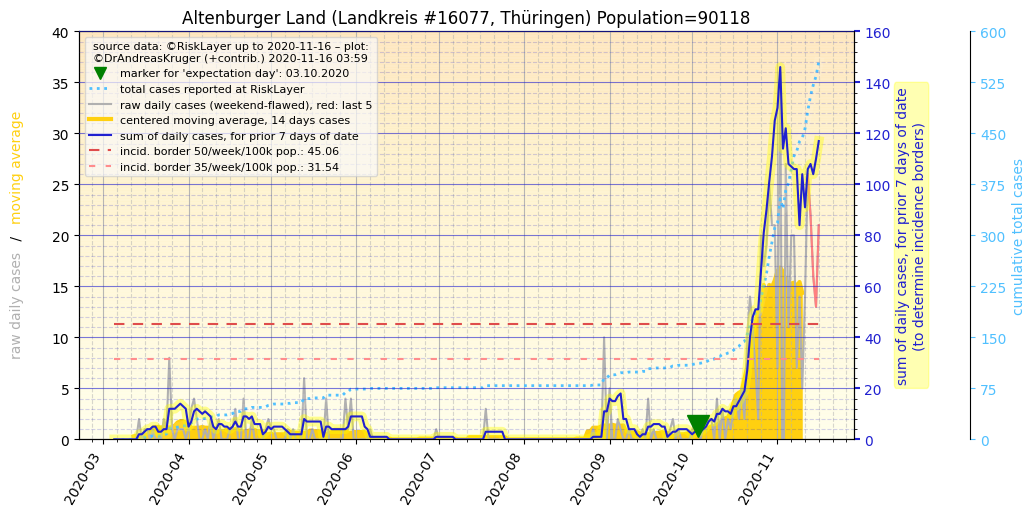 Altenburger Land (Landkreis #16077, Thüringen) Population=90118
source data: ©RiskLayer up to 2020-11-16 – plot:
©DrAndreasKruger (+contrib.) 2020-11-16 03:59
marker for 'expectation day': 03.10.2020
total cases reported at RiskLayer
raw daily cases (weekend-flawed), red: last 5
centered moving average, 14 days cases
sum of daily cases, for prior 7 days of date
incid. border 50/week/100k pop.: 45.06
incid. border 35/week/100k pop.: 31.54
raw daily cases / moving average
40
35
30
25
20
15
10
5
0
2020-03
2020-04
2020-05
2020-06
2020-07
2020-08
2020-09
2020-10
2020-11
160
140
120
100
80
60
40
20
0
sum of daily cases, for prior 7 days of date
(to determine incidence borders)
600
525
450
375
300
225
150
75
0
cumulative total cases